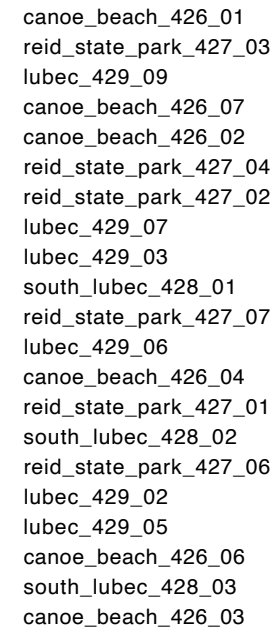 canoe_beach_426_01
reid_state_park_427_03
lubec_429_09
canoe_beach_426_07
canoe_beach_426_02
reid_state_park_427_04
reid_state_park_427_02
lubec_429_07
lubec_429_03
south_lubec_428_01
reid_state_park_427_07
lubec_429_06
canoe_beach_426_04
reid_state_park_427_01
south_lubec_428_02
reid_state_park_427_06
lubec_429_02
lubec_429_05
canoe_beach_426_06
south_lubec_428_03
canoe_beach_426_03